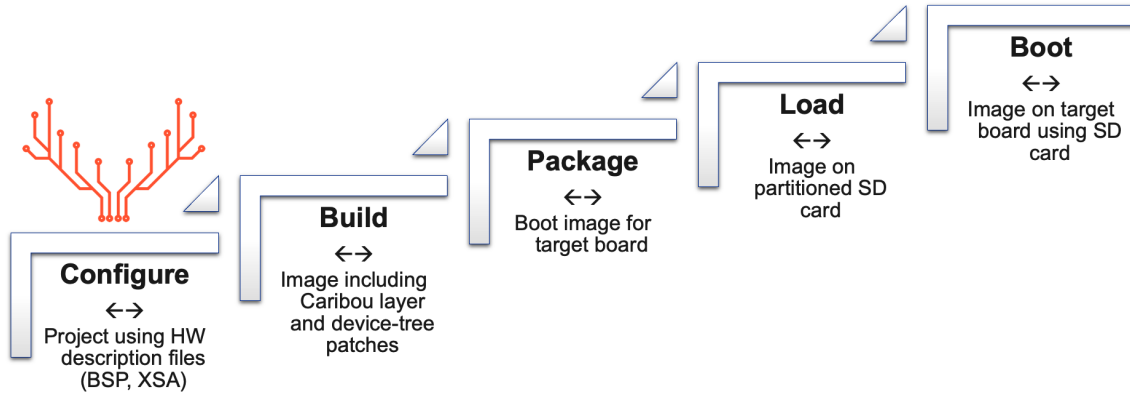 Configure
←→
Project using HW
description files
(BSP, XSA)
Build
←→
Image including
Caribou layer
and device-tree
patches
Package
←→
Boot image for
target board
Load
←→
Image on
partitioned SD
card
Boot
←→
Image on target
board using SD
card